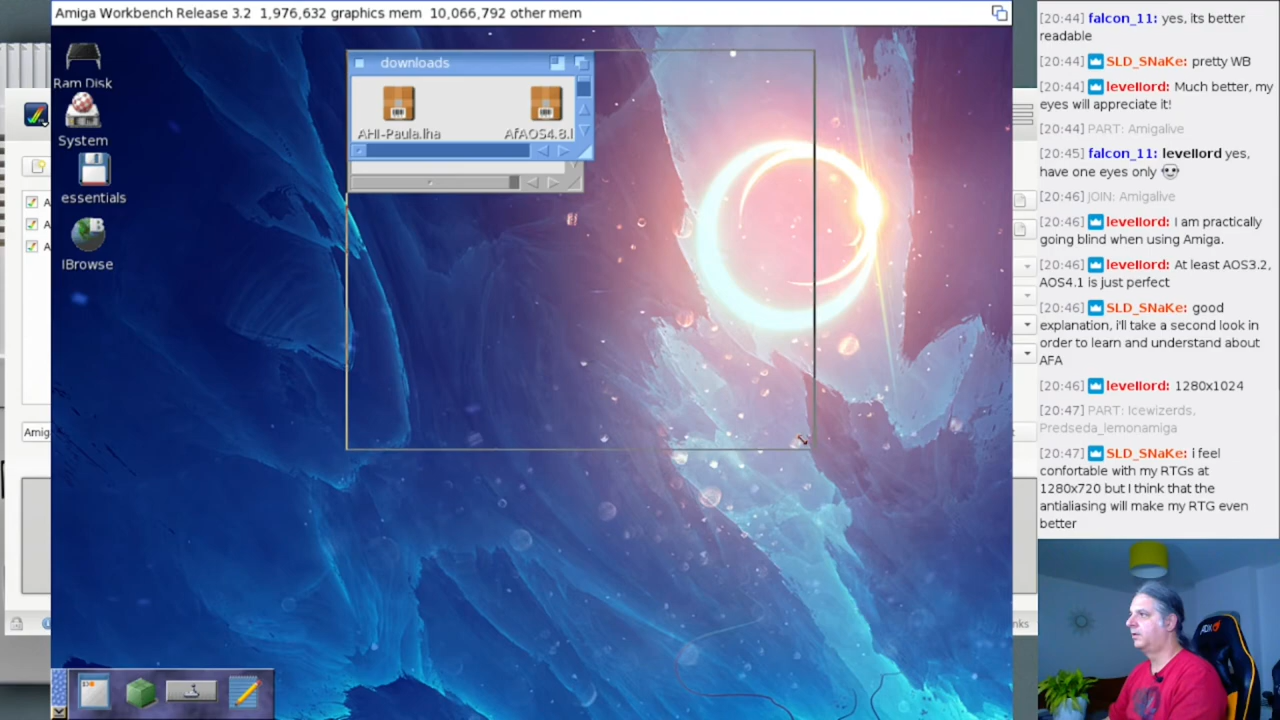 Amiga Workbench Release 3.2  1,976,632 graphics mem  10,066,792 other mem
Ram Disk
System
essentials
IBrowse
downloads
AHI-Paula.lha
AfAOS4.8.l
A
A
A
Amig
nks
[20:44] falcon_11: yes, its better
readable
[20:44] SLD_SNaKe: pretty WB
[20:44] levellord: Much better, my
eyes will appreciate it!
[20:44] PART: Amigalive
[20:45] falcon_11: levellord yes,
have one eyes only
[20:46] JOIN: Amigalive
[20:46] levellord: I am practically
going blind when using Amiga.
[20:46] levellord: At least AOS3.2,
AOS4.1 is just perfect
[20:46] SLD_SNaKe: good
explanation, i'll take a second look in
order to learn and understand about
AFA
[20:46] levellord: 1280x1024
[20:47] PART: Icewizerds,
Predseda_lemonamiga
[20:47] SLD_SNaKe: i feel
confortable with my RTGs at
1280x720 but I think that the
antialiasing will make my RTG even
better